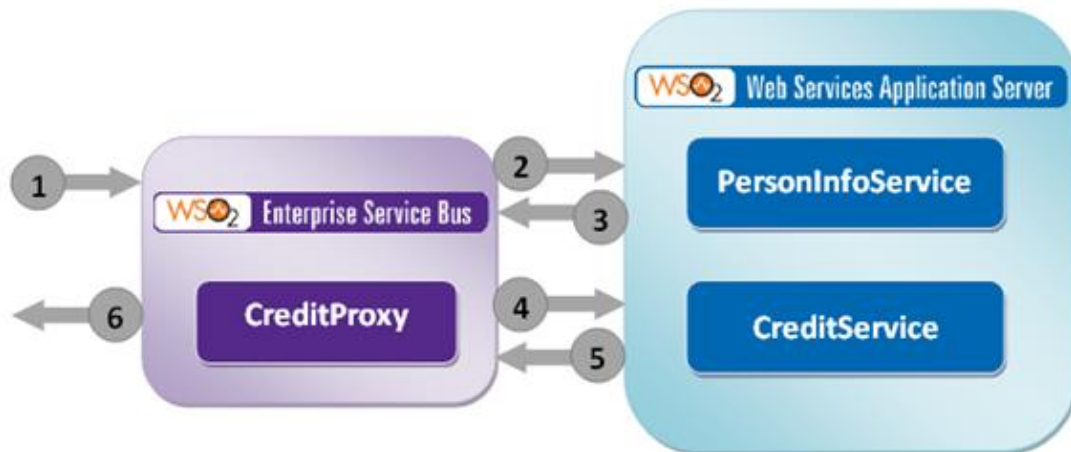 WSO2 Web Services Application Server
PersonInfoService
CreditService
WSO2 Enterprise Service Bus
CreditProxy
1
2
3
4
5
6